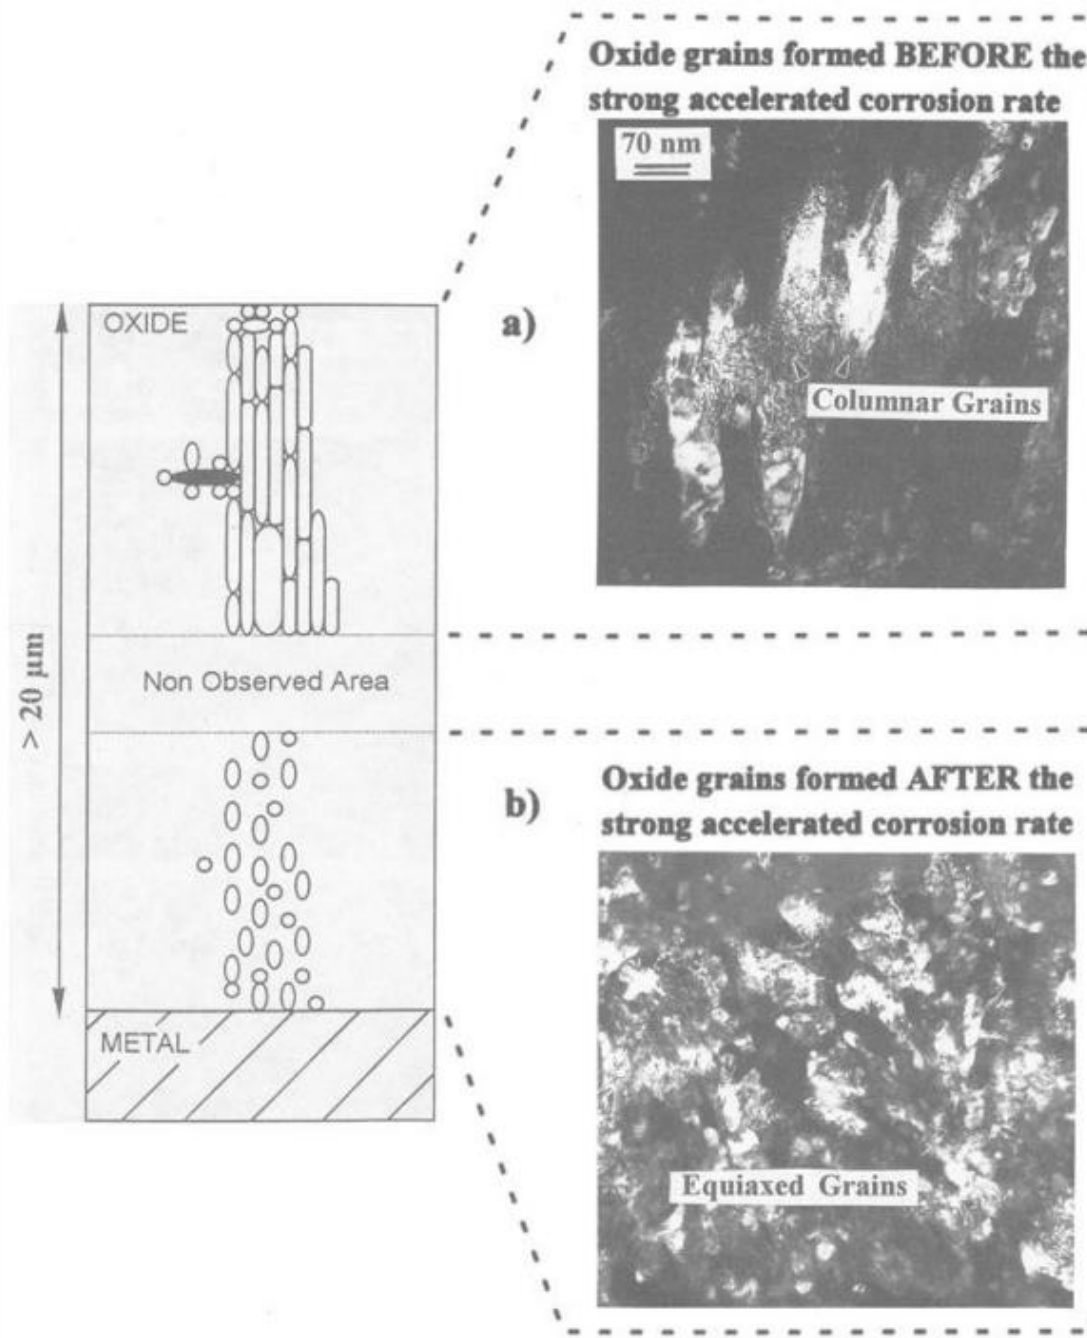 Oxide grains formed BEFORE the
strong accelerated corrosion rate
70 nm
a)
Columnar Grains
OXIDE
> 20 μm
Non Observed Area
b)
Oxide grains formed AFTER the
strong accelerated corrosion rate
METAL
Equiaxed Grains